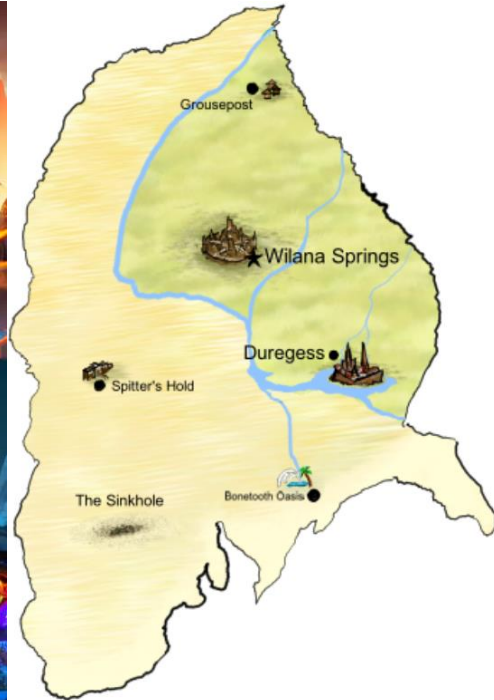 Grousepost
Wilana Springs
Duregess
Spitter's Hold
Bonetooth Oasis
The Sinkhole